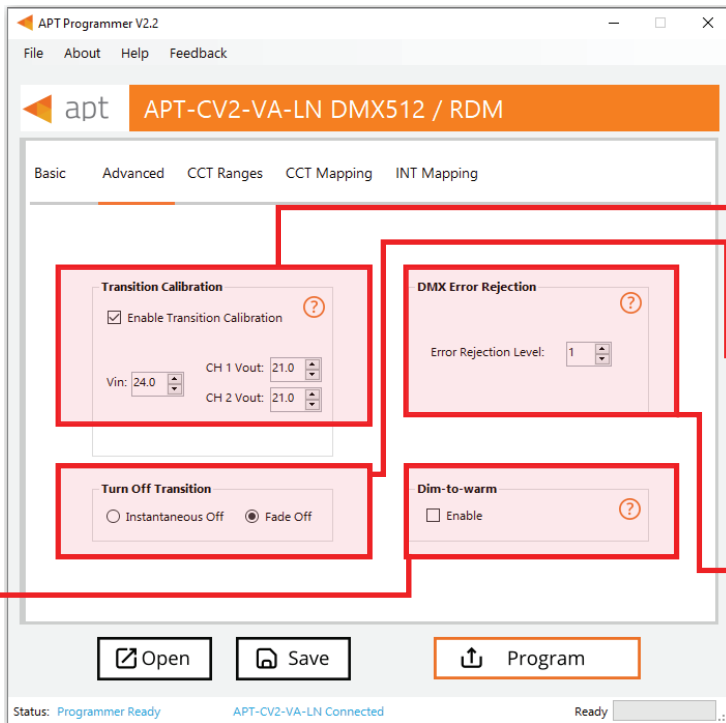 APT Programmer V2.2
File About Help Feedback
apt APT-CV2-VA-LN DMX512 / RDM
Basic Advanced CCT Ranges CCT Mapping INT Mapping
Transition Calibration
?
Enable Transition Calibration
Vin: 24.0
CH 1 Vout: 21.0
CH 2 Vout: 21.0
DMX Error Rejection
?
Error Rejection Level: 1
Turn Off Transition
Instantaneous Off Fade Off
Dim-to-warm
?
Enable
Open Save Program
Status: Programmer Ready APT-CV2-VA-LN Connected Ready